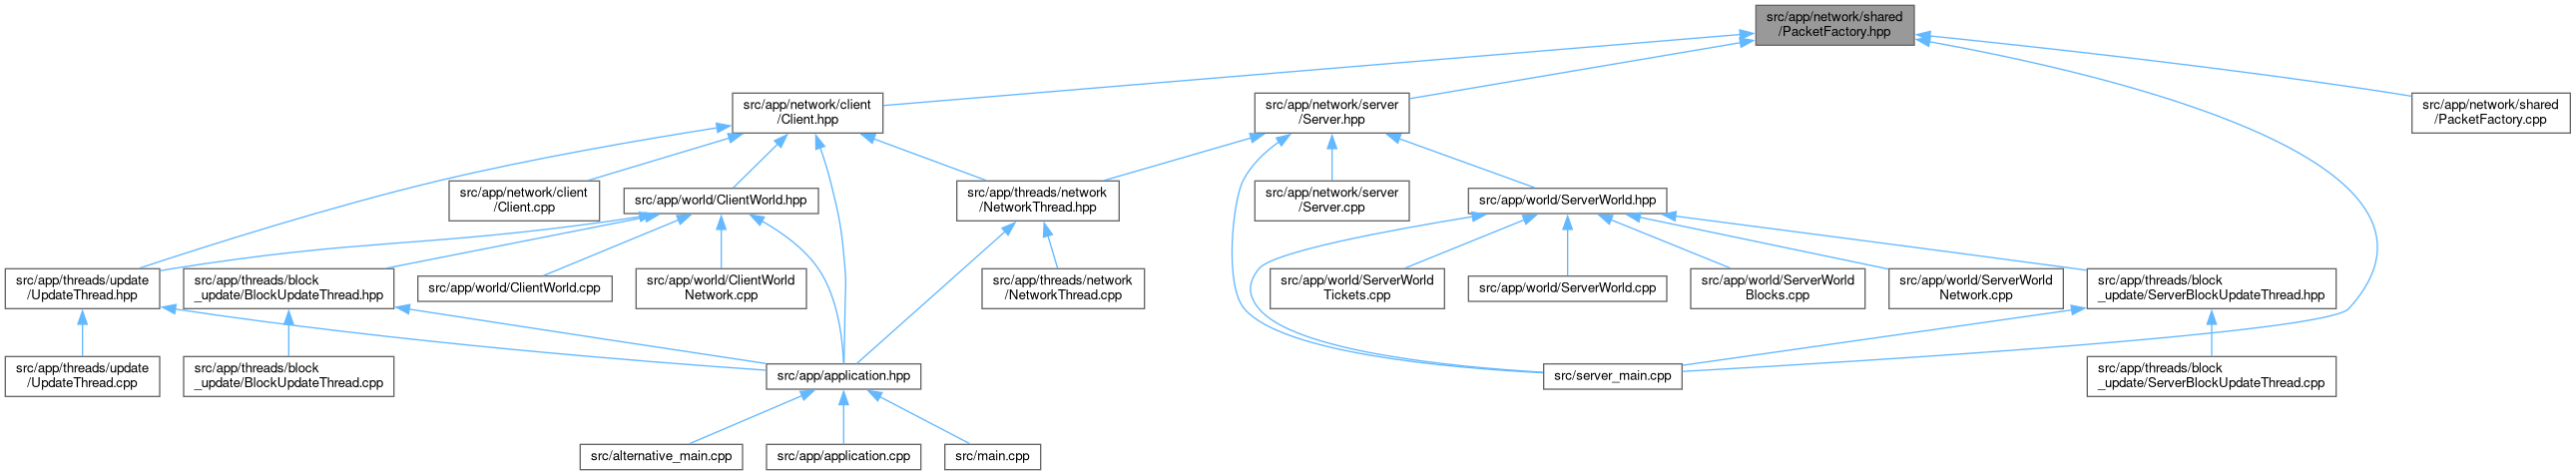 src/app/network/shared
/PacketFactory.hpp
src/app/network/client
/Client.hpp
src/app/network/server
/Server.hpp
src/app/network/shared
/PacketFactory.cpp
src/app/network/client
/Client.cpp
src/app/world/ClientWorld.hpp
src/app/threads/network
/NetworkThread.hpp
src/app/network/server
/Server.cpp
src/app/world/ServerWorld.hpp
src/app/threads/update
/UpdateThread.hpp
src/app/threads/block
_update/BlockUpdateThread.hpp
src/app/world/ClientWorld.cpp
src/app/world/ClientWorld
Network.cpp
src/app/threads/network
/NetworkThread.cpp
src/app/world/ServerWorld
Tickets.cpp
src/app/world/ServerWorld.cpp
src/app/world/ServerWorld
Blocks.cpp
src/app/world/ServerWorld
Network.cpp
src/app/threads/block
_update/ServerBlockUpdateThread.hpp
src/app/threads/update
/UpdateThread.cpp
src/app/threads/block
_update/BlockUpdateThread.cpp
src/app/application.hpp
src/server_main.cpp
src/app/threads/block
_update/ServerBlockUpdateThread.cpp
src/alternative_main.cpp
src/app/application.cpp
src/main.cpp